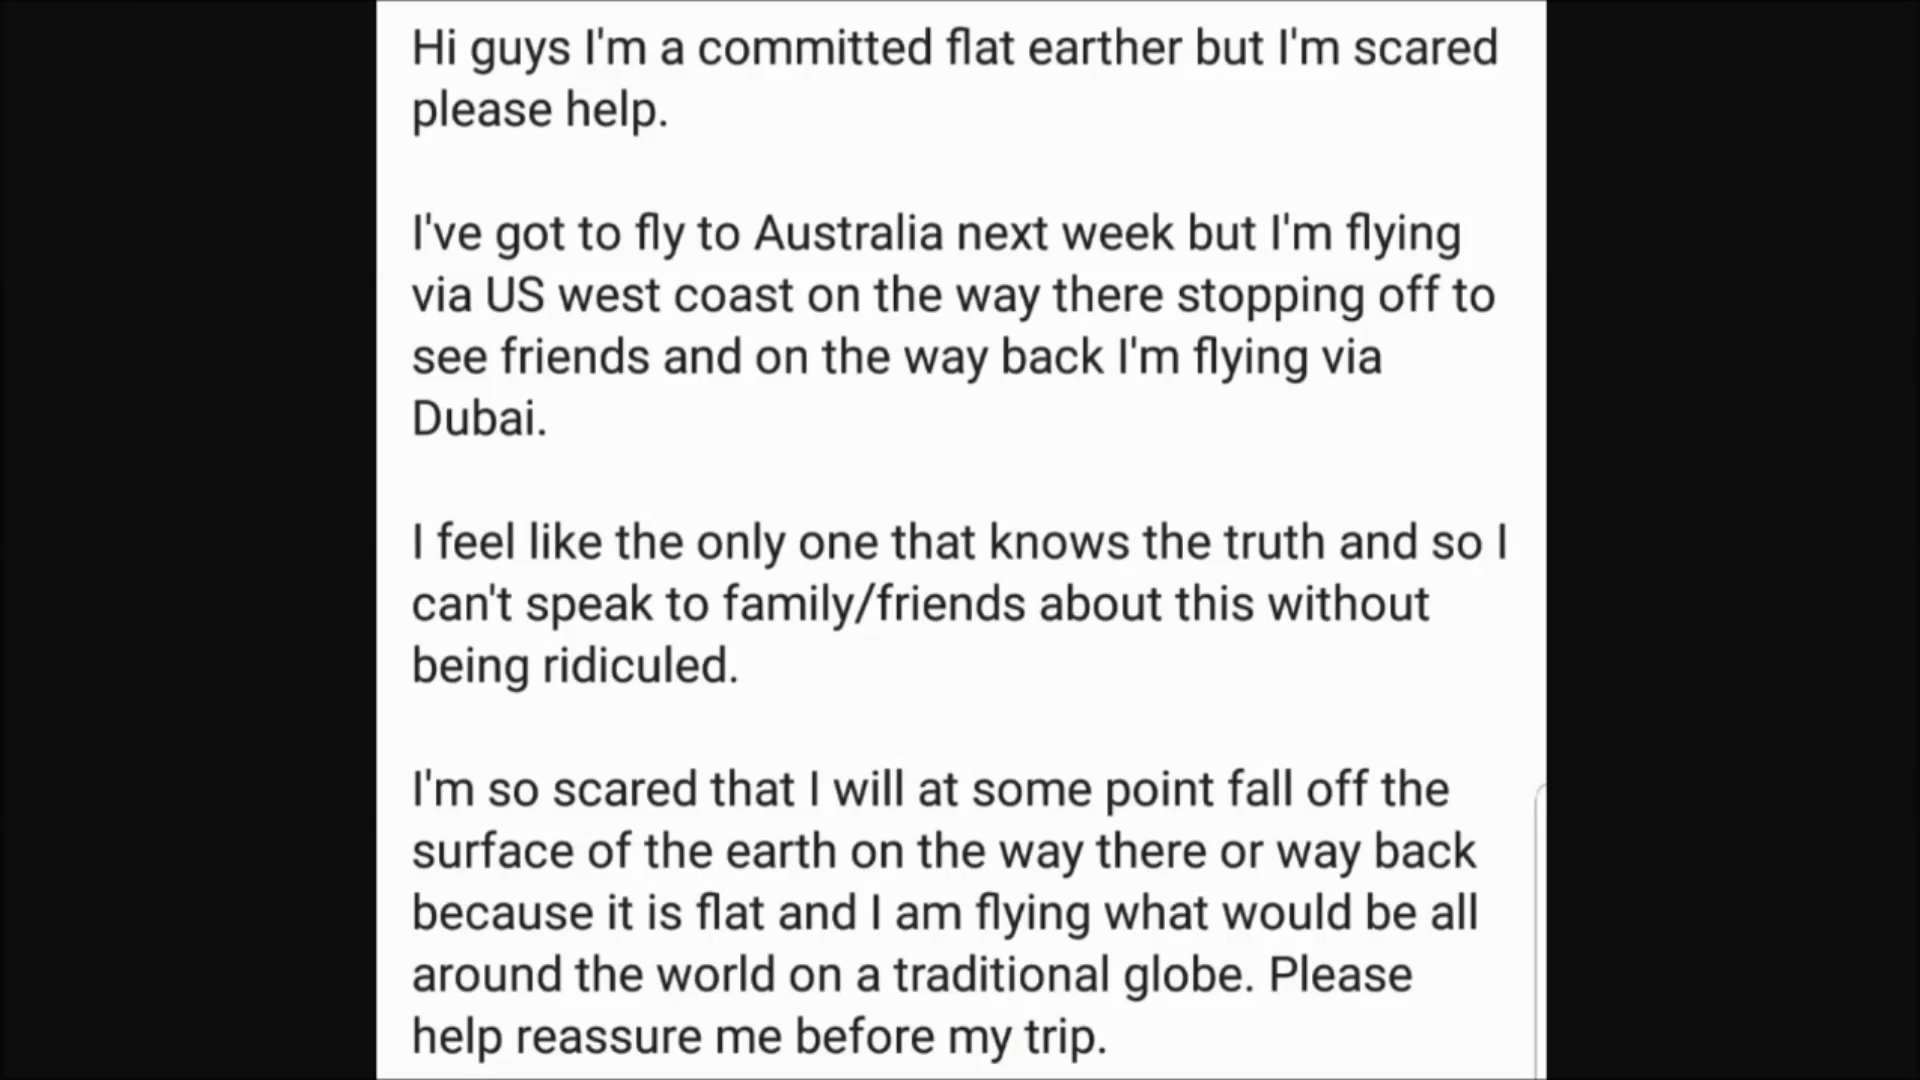 Hi guys I'm a committed flat earther but I'm scared
please help.
I've got to fly to Australia next week but I'm flying
via US west coast on the way there stopping off to
see friends and on the way back I'm flying via
Dubai.
I feel like the only one that knows the truth and so I
can't speak to family/friends about this without
being ridiculed.
I'm so scared that I will at some point fall off the
surface of the earth on the way there or way back
because it is flat and I am flying what would be all
around the world on a traditional globe. Please
help reassure me before my trip.